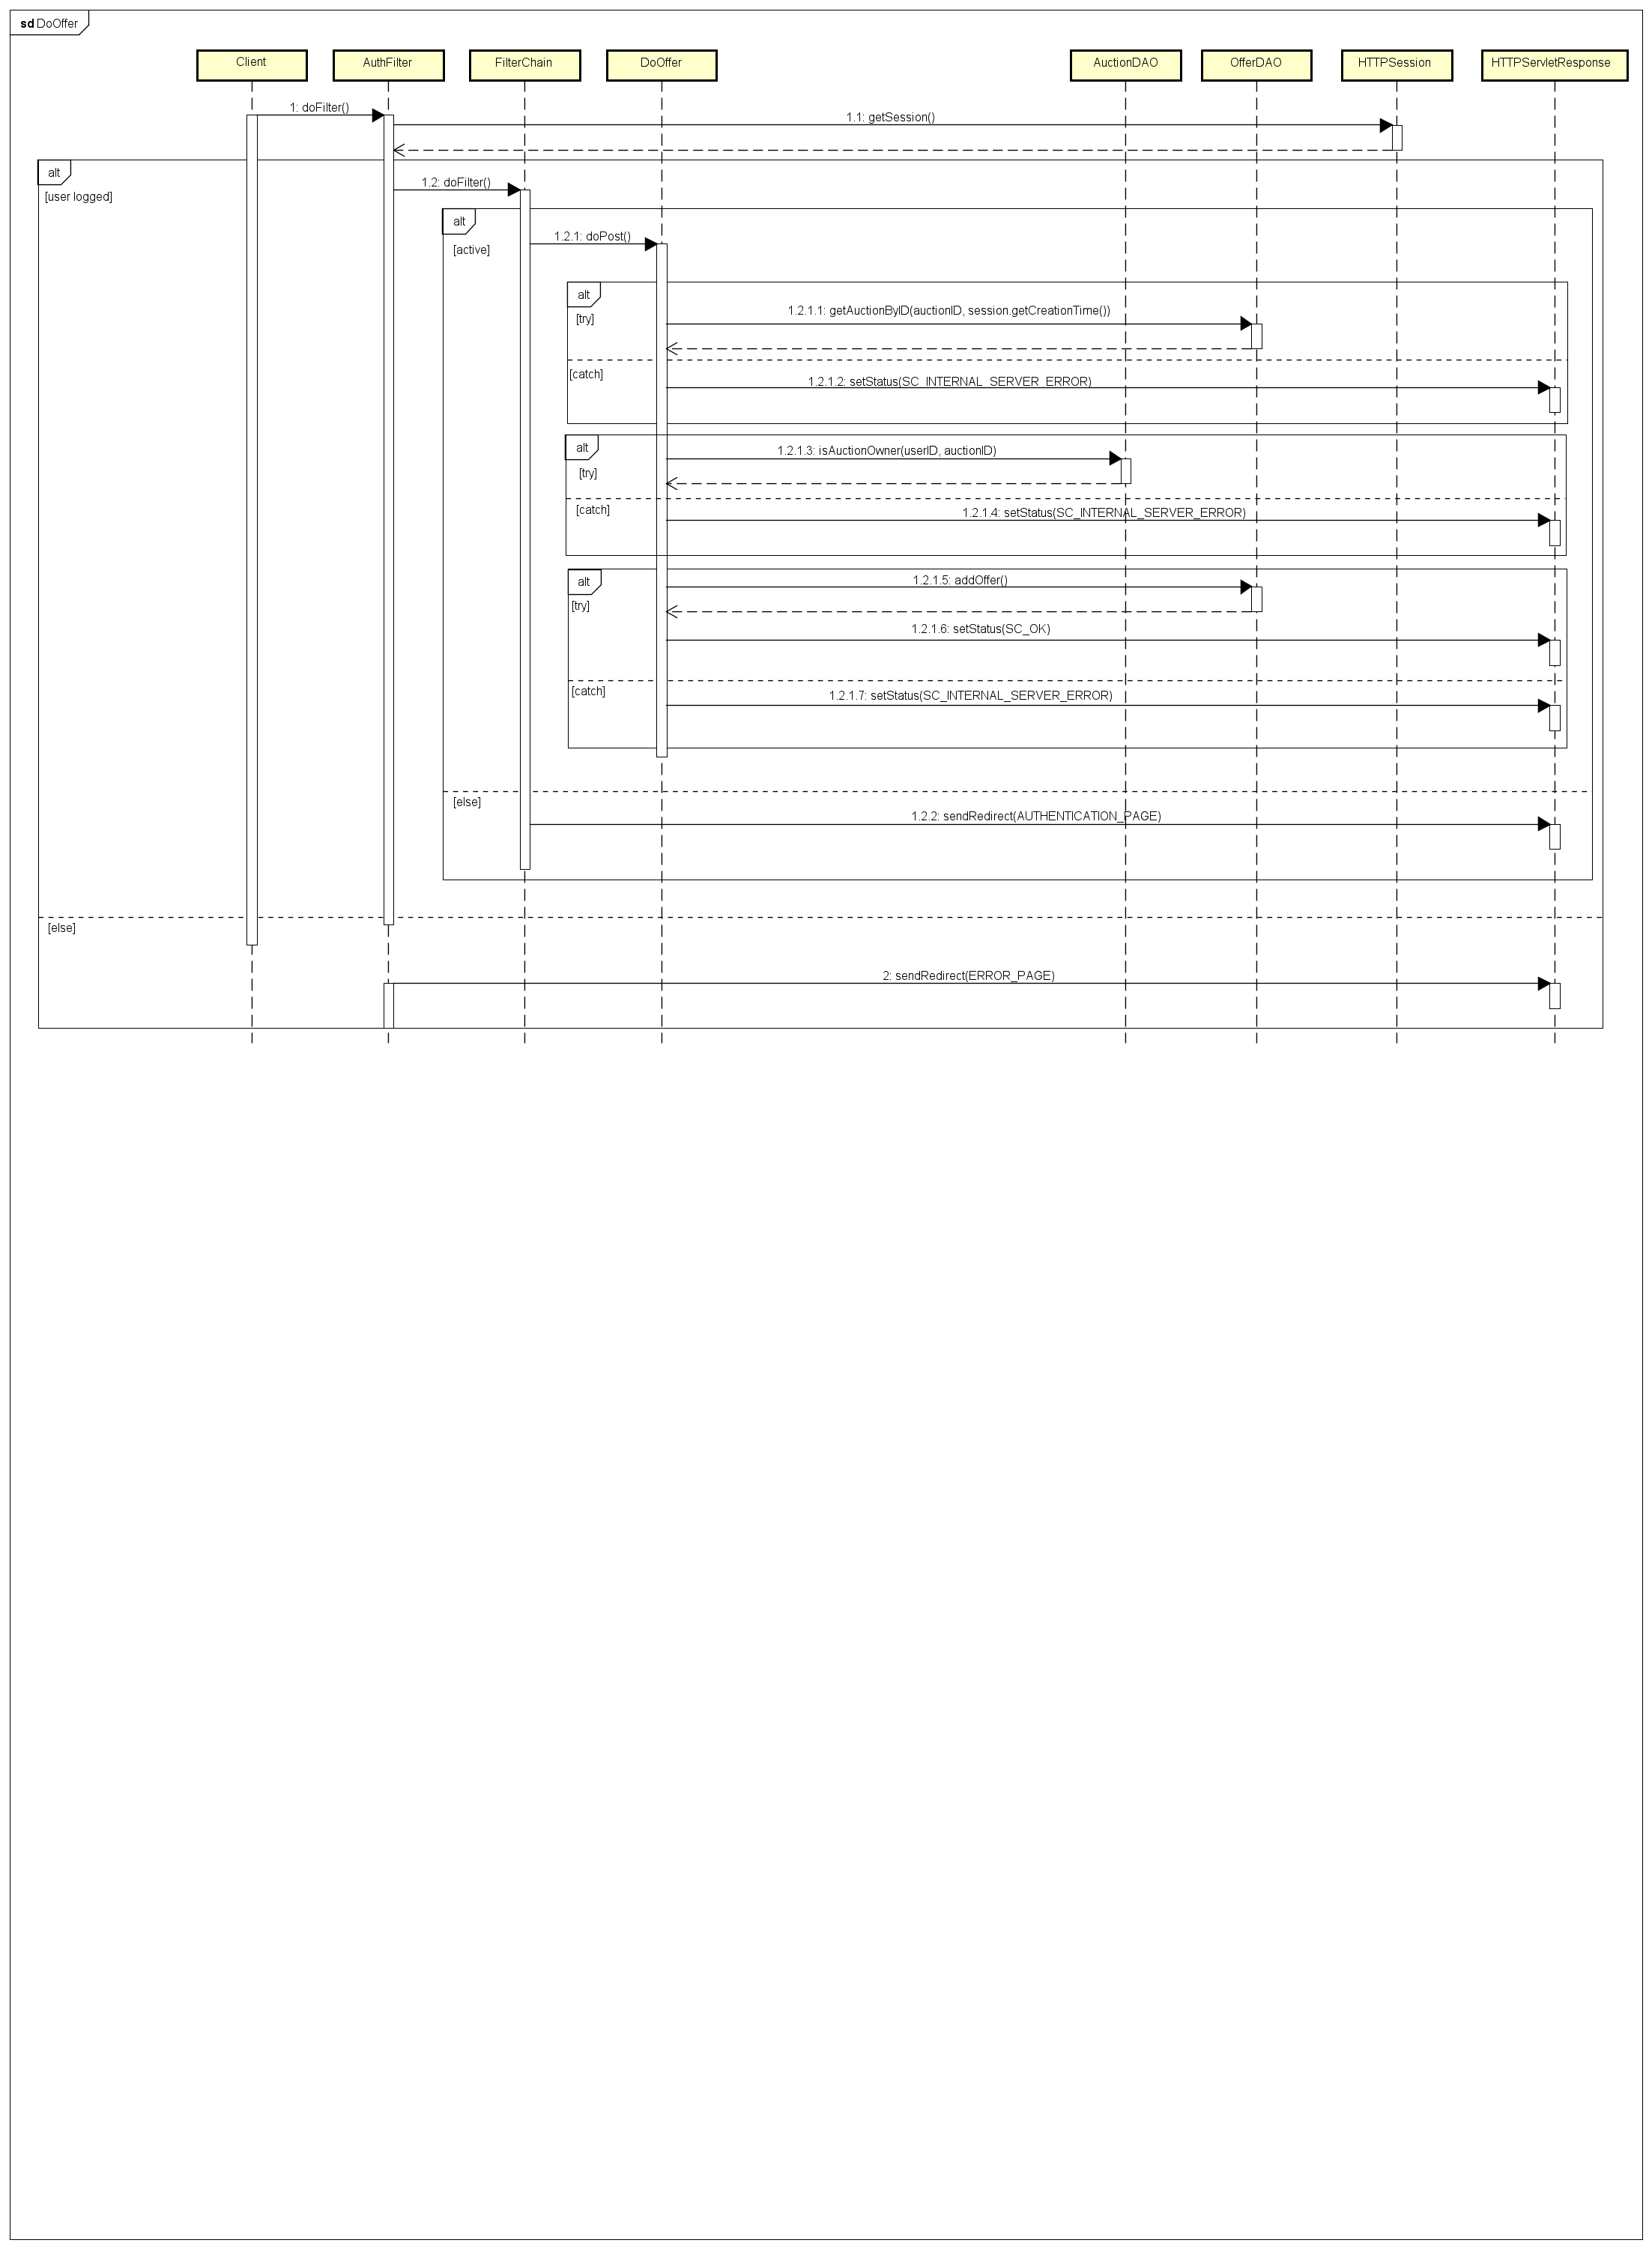 sd DoOffer
Client
AuthFilter
FilterChain
DoOffer
AuctionDAO
OfferDAO
HTTPSession
HTTPServletResponse
1: doFilter()
1.1: getSession()
alt
[user logged]
1.2: doFilter()
alt
[active]
1.2.1: doPost()
alt
[try]
1.2.1.1: getAuctionByID(auctionID, session.getCreationTime())
[catch]
1.2.1.2: setStatus(SC_INTERNAL_SERVER_ERROR)
alt
[try]
1.2.1.3: isAuctionOwner(userID, auctionID)
[catch]
1.2.1.4: setStatus(SC_INTERNAL_SERVER_ERROR)
alt
[try]
1.2.1.5: addOffer()
1.2.1.6: setStatus(SC_OK)
[catch]
1.2.1.7: setStatus(SC_INTERNAL_SERVER_ERROR)
[else]
1.2.2: sendRedirect(AUTHENTICATION_PAGE)
[else]
2: sendRedirect(ERROR_PAGE)